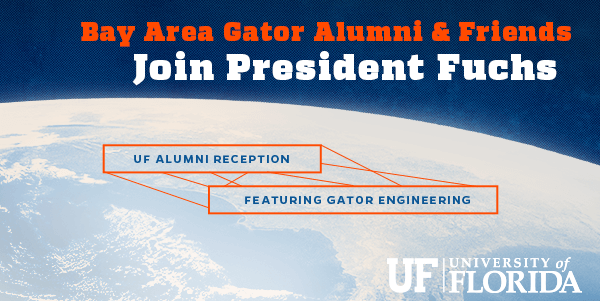 Bay Area Gator Alumni & Friends
Join President Fuchs
UF ALUMNI RECEPTION
FEATURING GATOR ENGINEERING
UF UNIVERSITY of
FLORIDA